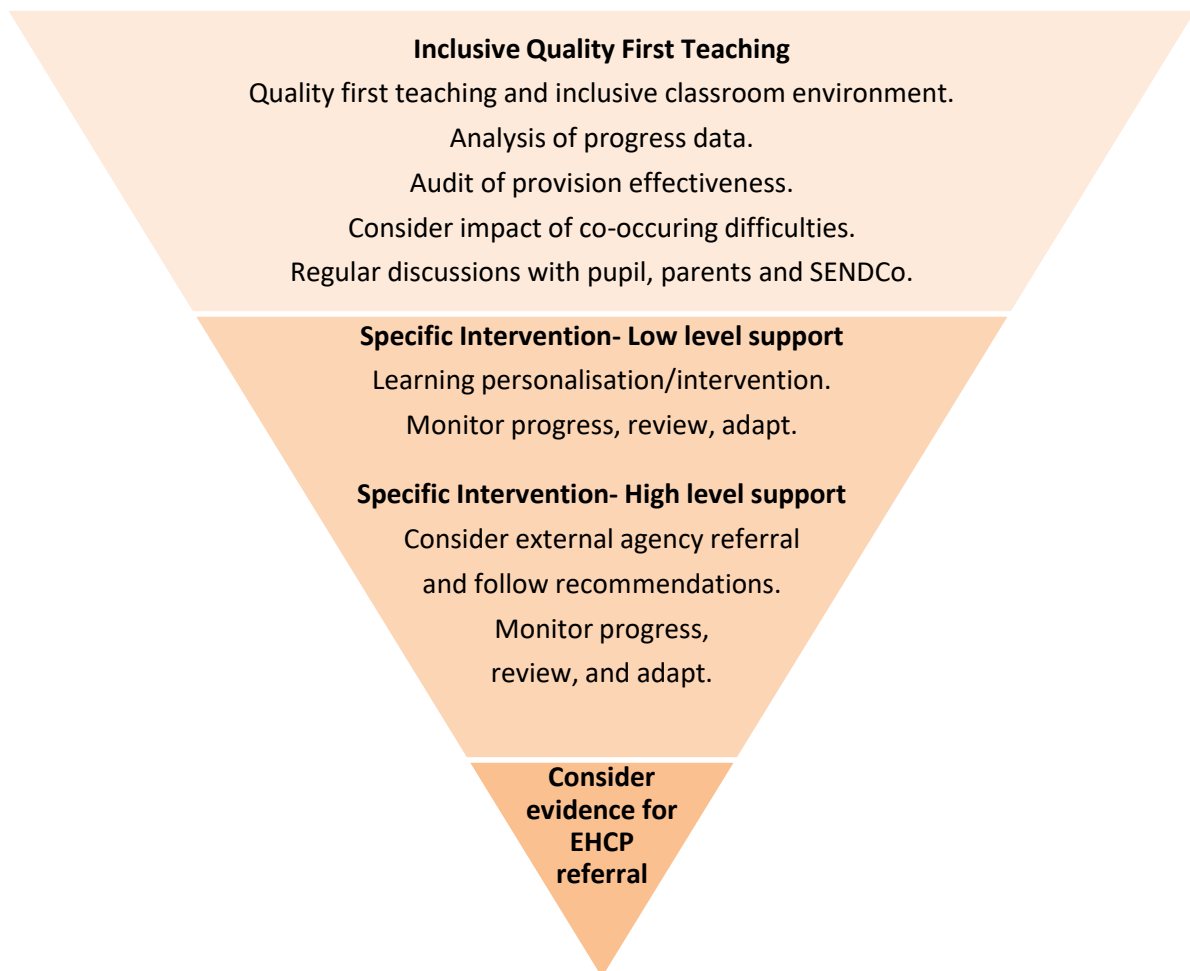 Inclusive Quality First Teaching
Quality first teaching and inclusive classroom environment.
Analysis of progress data.
Audit of provision effectiveness.
Consider impact of co-occuring difficulties.
Regular discussions with pupil, parents and SENDCo.
Specific Intervention- Low level support
Learning personalisation/intervention.
Monitor progress, review, adapt.
Specific Intervention- High level support
Consider external agency referral
and follow recommendations.
Monitor progress,
review, and adapt.
Consider
evidence for
EHCP
referral